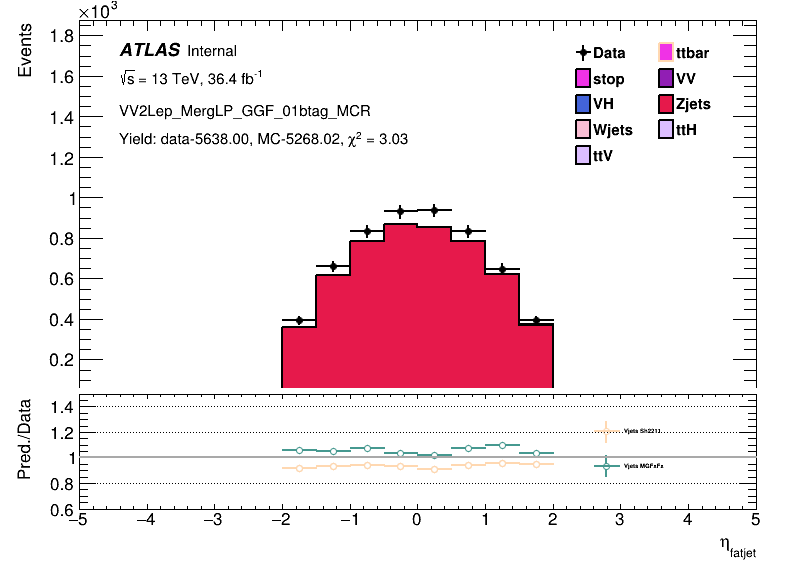 ×10³
Events
1.8
1.6
1.4
1.2
1
0.8
0.6
0.4
0.2
ATLAS Internal
√s = 13 TeV, 36.4 fb⁻¹
VV2Lep_MergLP_GGF_01btag_MCR
Yield: data-5638.00, MC-5268.02, χ² = 3.03
Data ttbar
stop VV
VH Zjets
Wjets ttH
ttV
Pred./Data
1.4
1.2
1
0.8
0.6
Vjets Sh2211
Vjets MGFxFx
−5 −4 −3 −2 −1 0 1 2 3 4 5
η_fatjet